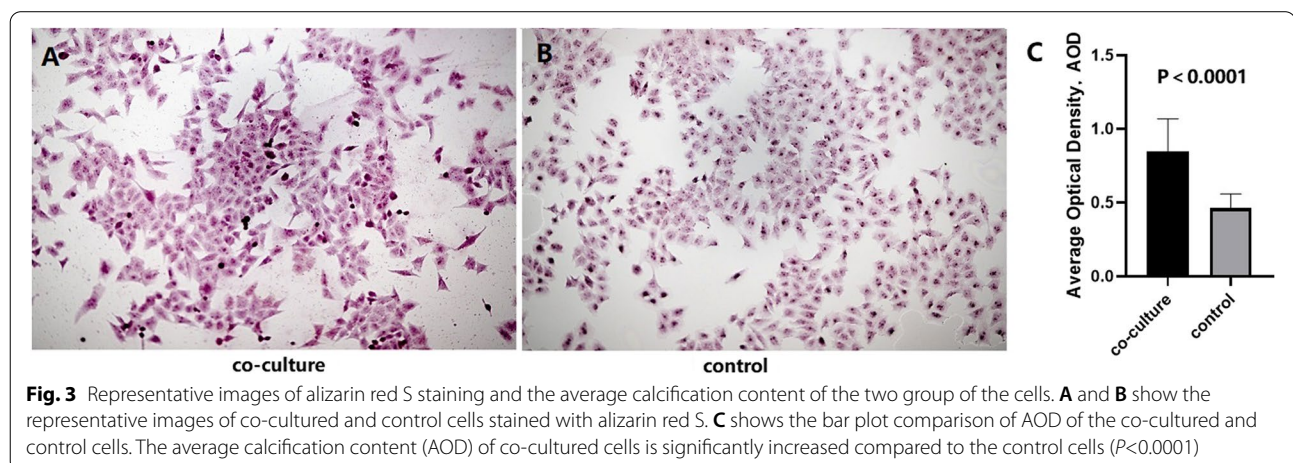 A
B
C
Average Optical Density, AOD
1.5
1.0
0.5
0.0
P < 0.0001
co-culture
control
co-culture
control
Fig. 3 Representative images of alizarin red S staining and the average calcification content of the two group of the cells. A and B show the
representative images of co-cultured and control cells stained with alizarin red S. C shows the bar plot comparison of AOD of the co-cultured and
control cells. The average calcification content (AOD) of co-cultured cells is significantly increased compared to the control cells (P<0.0001)